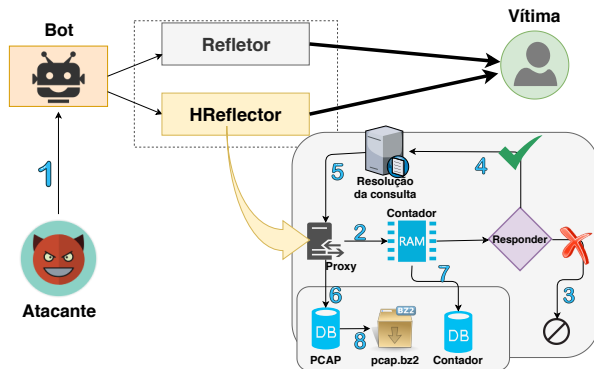 Bot
Vítima
Refletor
HReflector
1
Atacante
5
Resolução
da consulta
4
Contador
2
RAM
Proxy
Responder
3
6
7
DB
PCAP
8
BZ2
pcap.bz2
DB
Contador